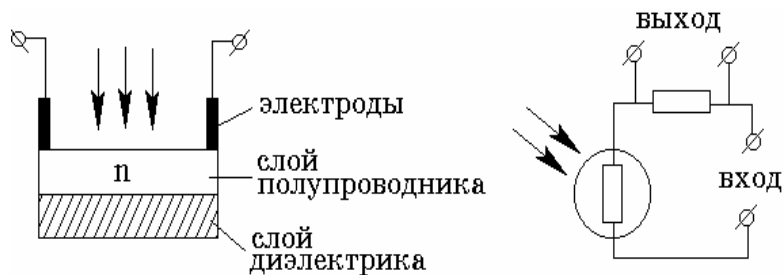 электроды
n
слой
полупроводника
слой
диэлектрика
выход
вход